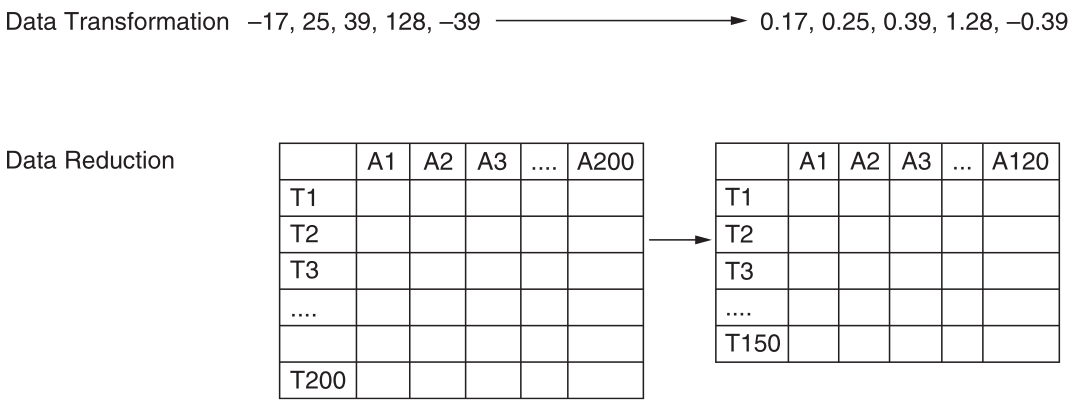 Data Transformation –17, 25, 39, 128, –39 0.17, 0.25, 0.39, 1.28, –0.39
Data Reduction
A1 A2 A3 .... A200
T1
T2
T3
....
T200
A1 A2 A3 ... A120
T1
T2
T3
....
T150